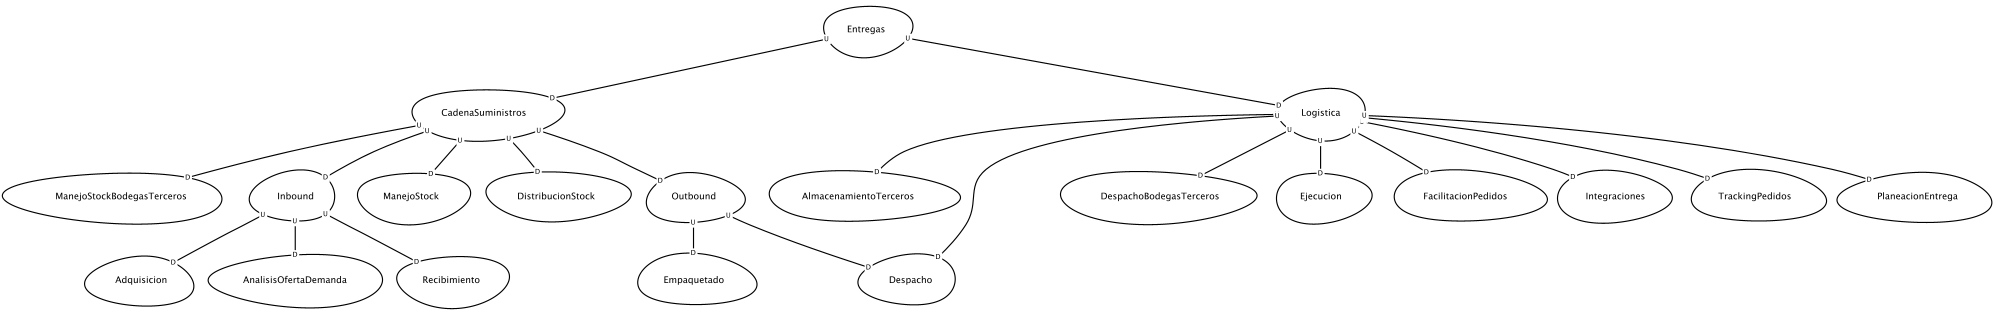 Entregas
U U
D
CadenaSuministros
D
Logistica
U U U U U
U U U U U U
D D D D D
ManejoStockBodegasTerceros
Inbound
ManejoStock
DistribucionStock
Outbound
D D D D D D D
AlmacenamientoTerceros
DespachoBodegasTerceros
Ejecucion
FacilitacionPedidos
Integraciones
TrackingPedidos
PlaneacionEntrega
U U U
U U
D D D D D D
Adquisicion
AnalisisOfertaDemanda
Recibimiento
Empaquetado
Despacho